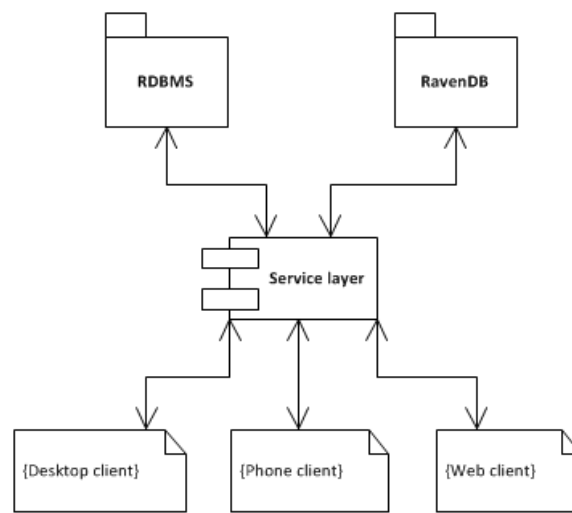 RDBMS
RavenDB
Service layer
{Desktop client}
{Phone client}
{Web client}